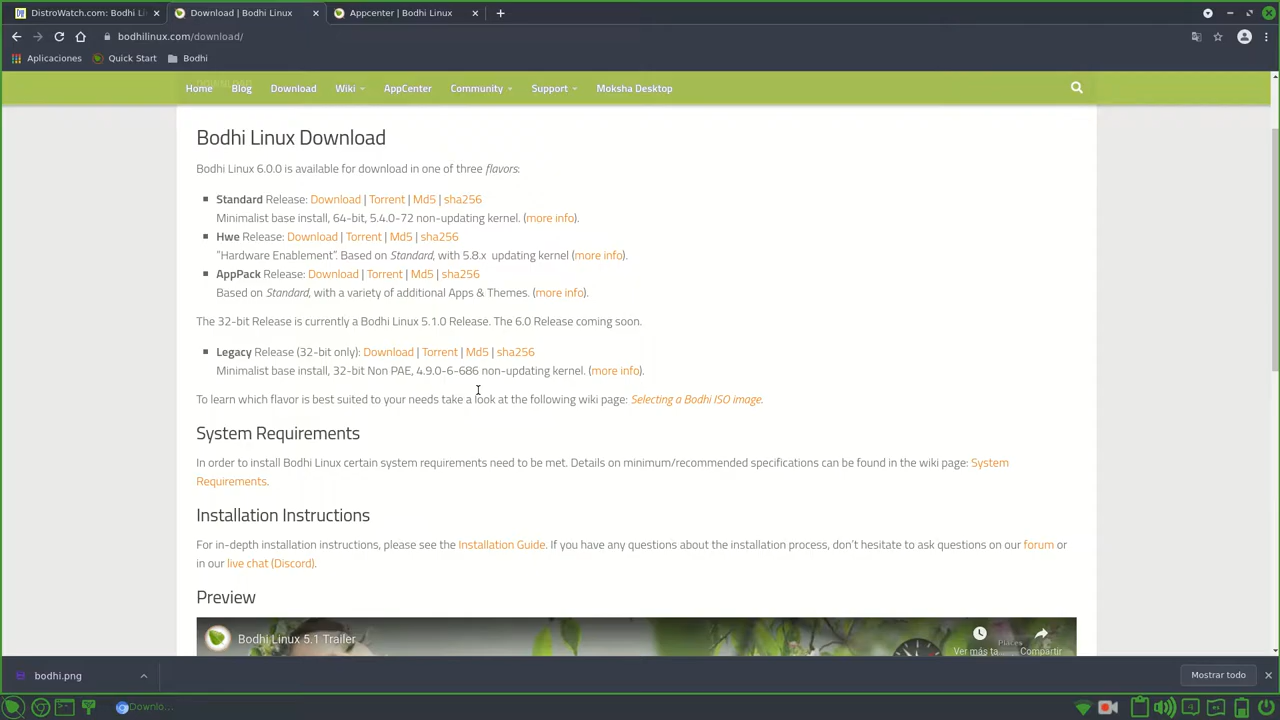 DistroWatch.com: Bodhi Li
Download | Bodhi Linux
Appcenter | Bodhi Linux
bodhilinux.com/download/
Aplicaciones
Quick Start
Bodhi
Home
Blog
Download
Wiki
AppCenter
Community
Support
Moksha Desktop
Bodhi Linux Download
Bodhi Linux 6.0.0 is available for download in one of three flavors:
Standard Release: Download | Torrent | Md5 | sha256
Minimalist base install, 64-bit, 5.4.0-72 non-updating kernel. (more info).
Hwe Release: Download | Torrent | Md5 | sha256
"Hardware Enablement". Based on Standard, with 5.8.x updating kernel (more info).
AppPack Release: Download | Torrent | Md5 | sha256
Based on Standard, with a variety of additional Apps & Themes. (more info).
The 32-bit Release is currently a Bodhi Linux 5.1.0 Release. The 6.0 Release coming soon.
Legacy Release (32-bit only): Download | Torrent | Md5 | sha256
Minimalist base install, 32-bit Non PAE, 4.9.0-6-686 non-updating kernel. (more info).
To learn which flavor is best suited to your needs take a look at the following wiki page: Selecting a Bodhi ISO image.
System Requirements
In order to install Bodhi Linux certain system requirements need to be met. Details on minimum/recommended specifications can be found in the wiki page: System
Requirements.
Installation Instructions
For in-depth installation instructions, please see the Installation Guide. If you have any questions about the installation process, don't hesitate to ask questions on our forum or
in our live chat (Discord).
Preview
Bodhi Linux 5.1 Trailer
Places
Ver más ta...
Compartir
bodhi.png
Mostrar todo
Downlo...